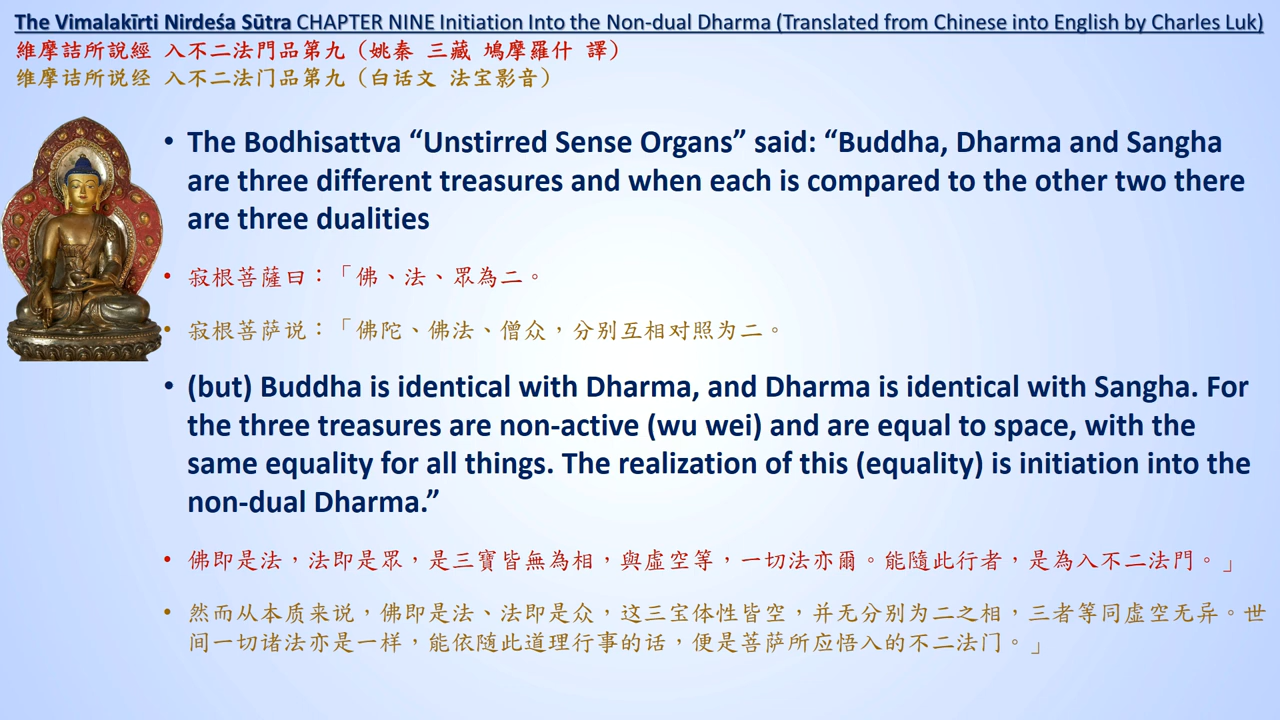 The Vimalakīrti Nirdeśa Sūtra CHAPTER NINE Initiation Into the Non-dual Dharma (Translated from Chinese into English by Charles Luk)
維摩詰所說經 入不二法門品第九（姚秦 三藏 鳩摩羅什 譯）
维摩诘所说经 入不二法门品第九（白话文 法宝影音）
• The Bodhisattva “Unstirred Sense Organs” said: “Buddha, Dharma and Sangha
are three different treasures and when each is compared to the other two there
are three dualities
• 寂根菩薩曰：「佛、法、眾為二。
• 寂根菩萨说：「佛陀、佛法、僧众，分别互相对照为二。
• (but) Buddha is identical with Dharma, and Dharma is identical with Sangha. For
the three treasures are non-active (wu wei) and are equal to space, with the
same equality for all things. The realization of this (equality) is initiation into the
non-dual Dharma.”
• 佛即是法，法即是眾，是三寶皆無為相，與虛空等，一切法亦爾。能隨此行者，是為入不二法門。」
• 然而从本质来说，佛即是法、法即是众，这三宝体性皆空，并无分别为二之相，三者等同虚空无异。世
间一切诸法亦是一样，能依随此道理行事的话，便是菩萨所应悟入的不二法门。」